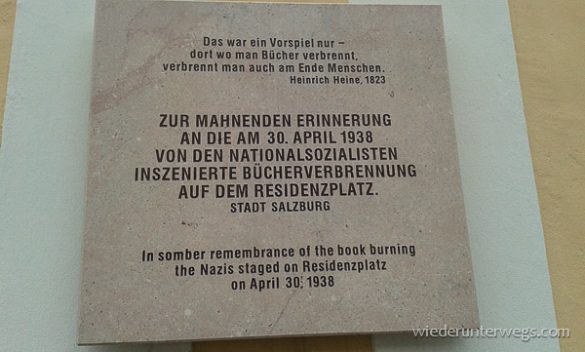 Das war ein Vorspiel nur –
dort wo man Bücher verbrennt,
verbrennt man auch am Ende Menschen.
Heinrich Heine, 1823
ZUR MAHNENDEN ERINNERUNG
AN DIE AM 30. APRIL 1938
VON DEN NATIONALSOZIALISTEN
INSZENIERTE BÜCHERVERBRENNUNG
AUF DEM RESIDENZPLATZ.
STADT SALZBURG
In somber remembrance of the book burning
the Nazis staged on Residenzplatz
on April 30, 1938
wiederunterwegs.com